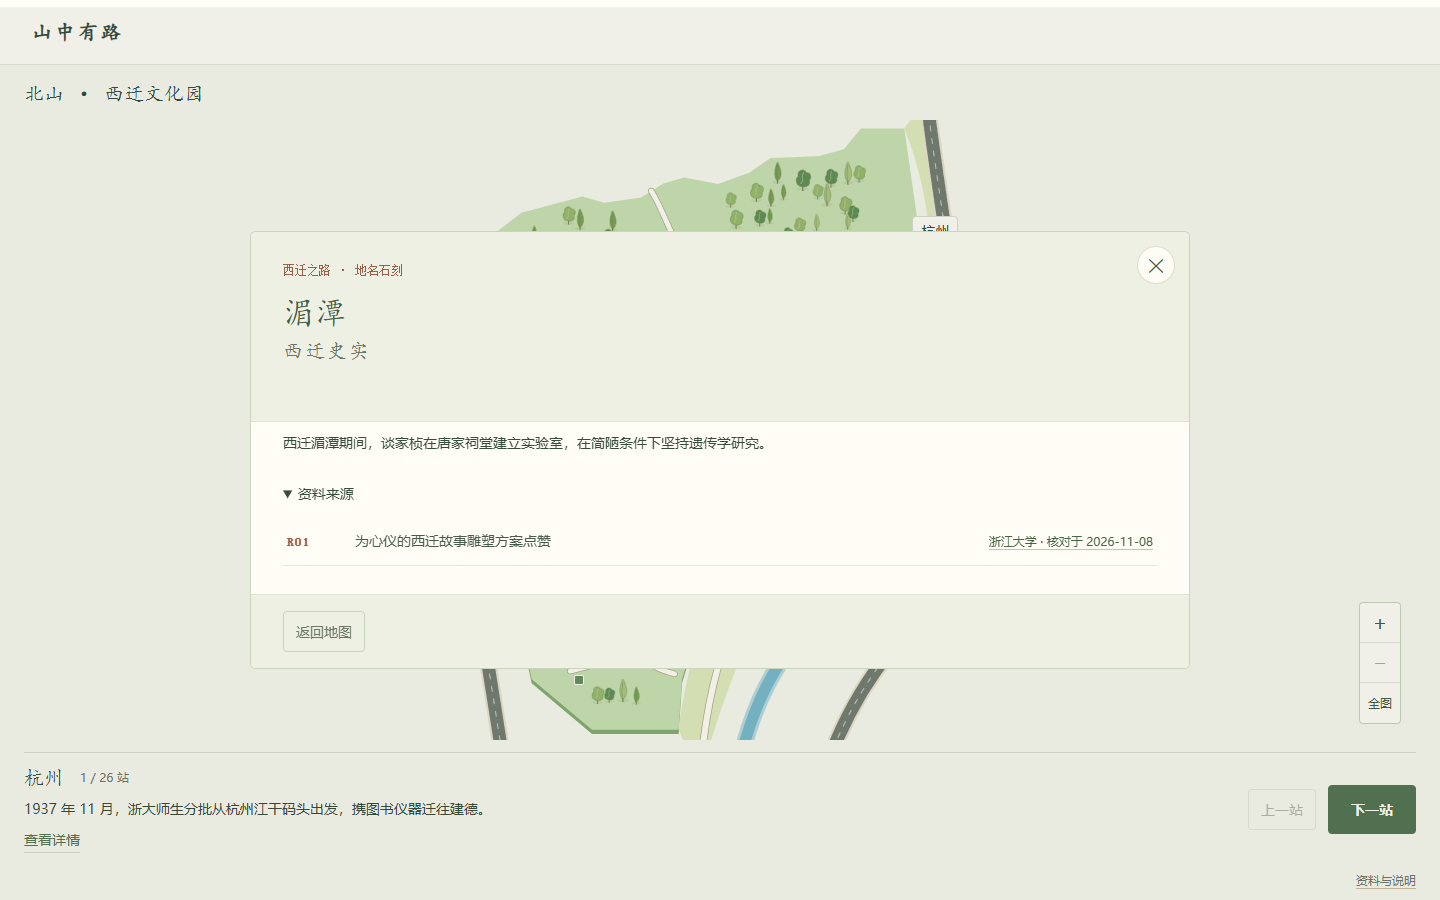 山中有路
北山 • 西迁文化园
杭州
西迁之路 · 地名石刻
湄潭
西迁史实
西迁湄潭期间，谈家桢在唐家祠堂建立实验室，在简陋条件下坚持遗传学研究。
▼ 资料来源
R01 为心仪的西迁故事雕塑方案点赞 浙江大学 · 核对于 2026-11-08
返回地图
+
−
全图
杭州 1 / 26 站
1937 年 11 月，浙大师生分批从杭州江干码头出发，携图书仪器迁往建德。
查看详情
上一站 下一站
资料与说明